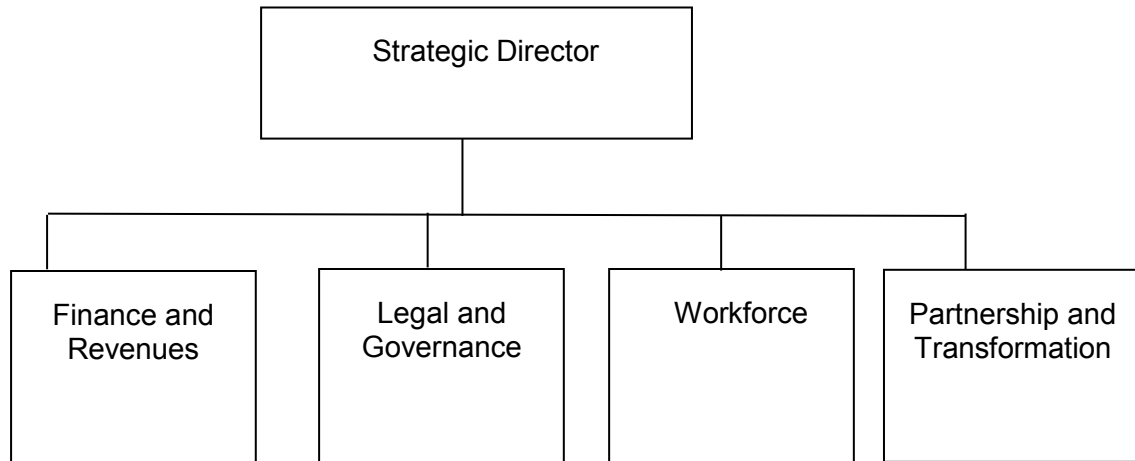 Strategic Director
Finance and
Revenues
Legal and
Governance
Workforce
Partnership and
Transformation